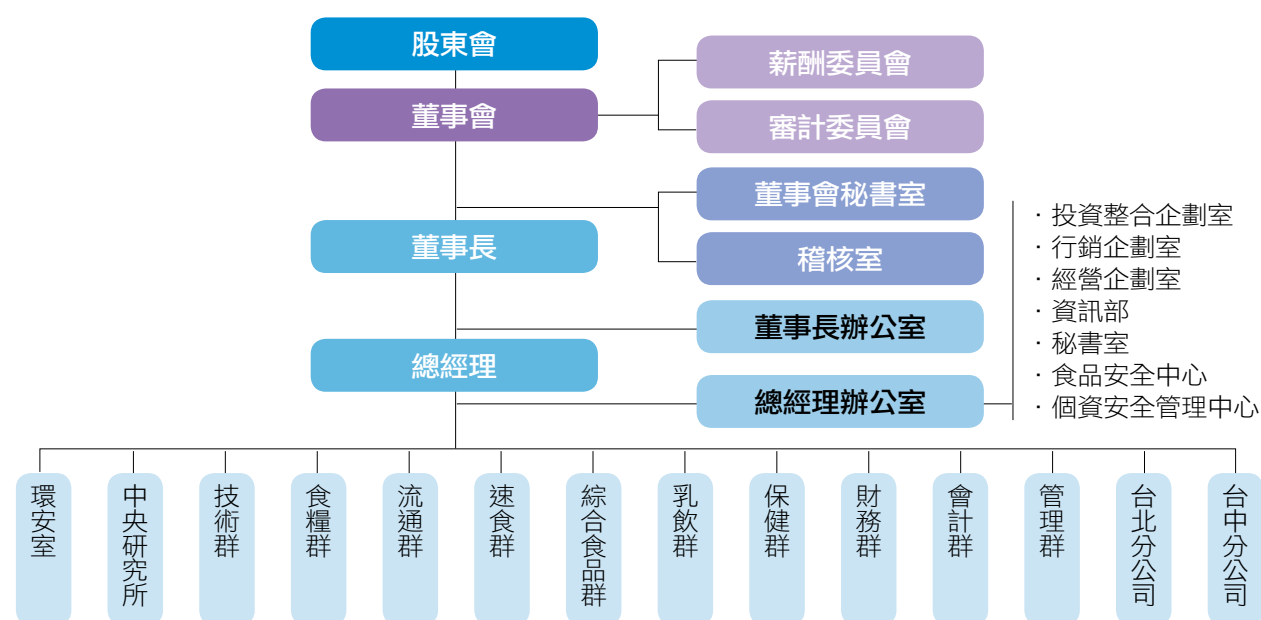 股東會
薪酬委員會
董事會
審計委員會
董事會秘書室
董事長
稽核室
董事長辦公室
總經理
總經理辦公室
·投資整合企劃室
·行銷企劃室
·經營企劃室
·資訊部
·秘書室
·食品安全中心
·個資安全管理中心
環安室
中央研究所
技術群
食糧群
流通群
速食群
綜合食品群
乳飲群
保健群
財務群
會計群
管理群
台北分公司
台中分公司